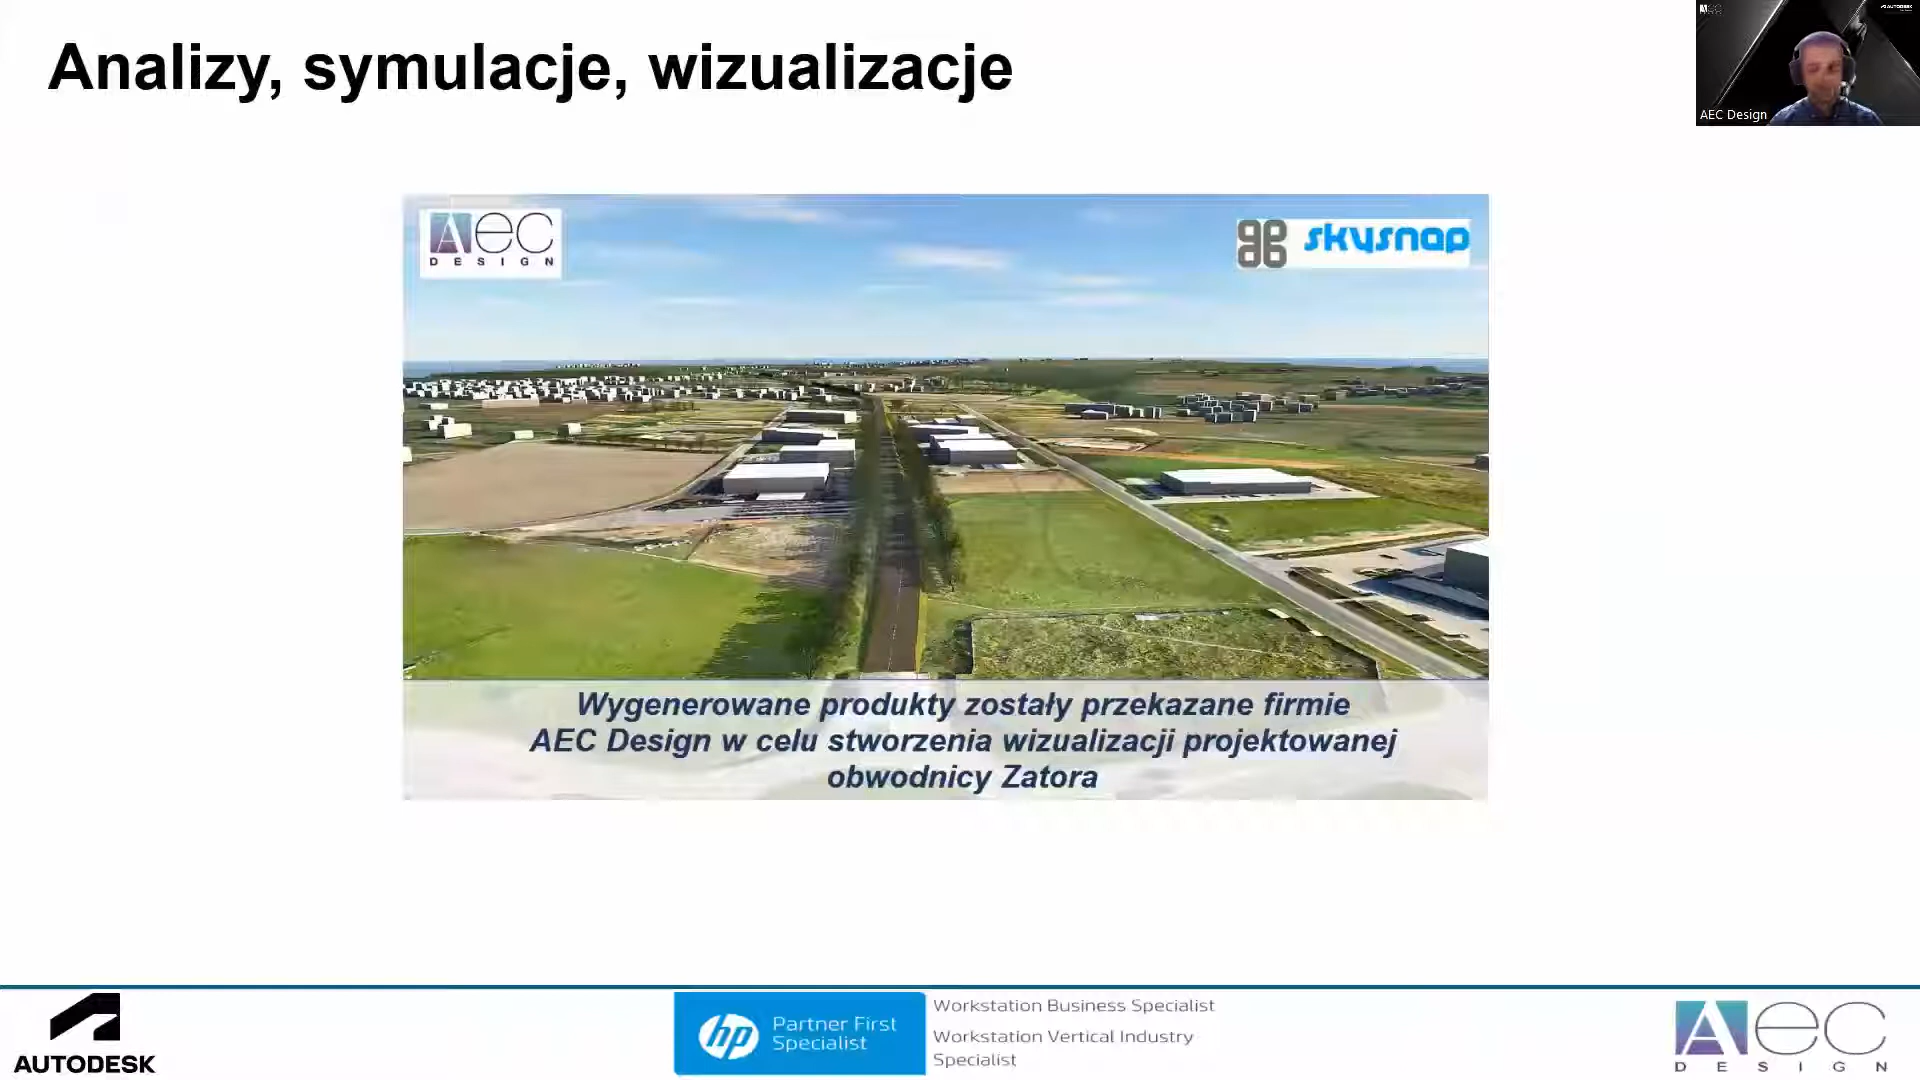 Analizy, symulacje, wizualizacje
AEC Design
AUTODESK
AEC
DESIGN
skysnap
Wygenerowane produkty zostały przekazane firmie
AEC Design w celu stworzenia wizualizacji projektowanej
obwodnicy Zatora
AUTODESK
hp
Partner First
Specialist
Workstation Business Specialist
Workstation Vertical Industry
Specialist
AEC
DESIGN